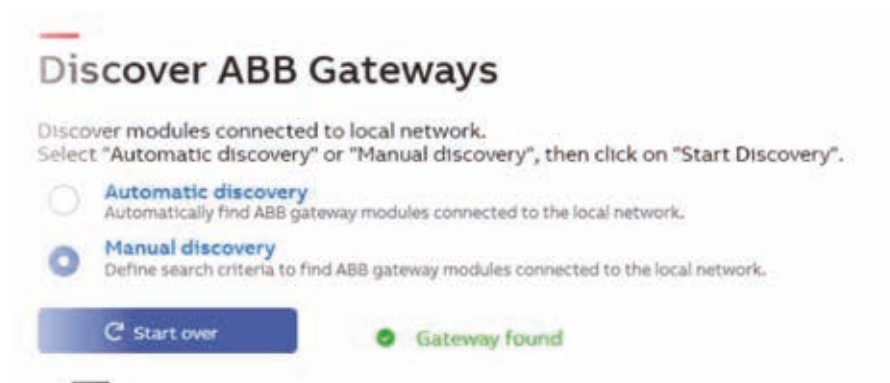 Discover ABB Gateways
Discover modules connected to local network.
Select "Automatic discovery" or "Manual discovery", then click on "Start Discovery".
Automatic discovery
Automatically find ABB gateway modules connected to the local network.
Manual discovery
Define search criteria to find ABB gateway modules connected to the local network.
Start over
Gateway found